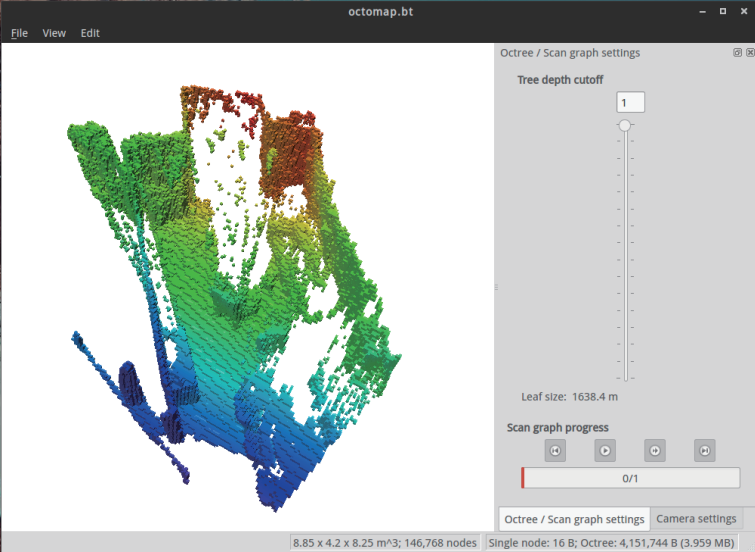 octomap.bt
File View Edit
Octree / Scan graph settings
Tree depth cutoff
1
Leaf size: 1638.4 m
Scan graph progress
0/1
Octree / Scan graph settings Camera settings
8.85 x 4.2 x 8.25 m^3; 146,768 nodes Single node: 16 B; Octree: 4,151,744 B (3.959 MB)